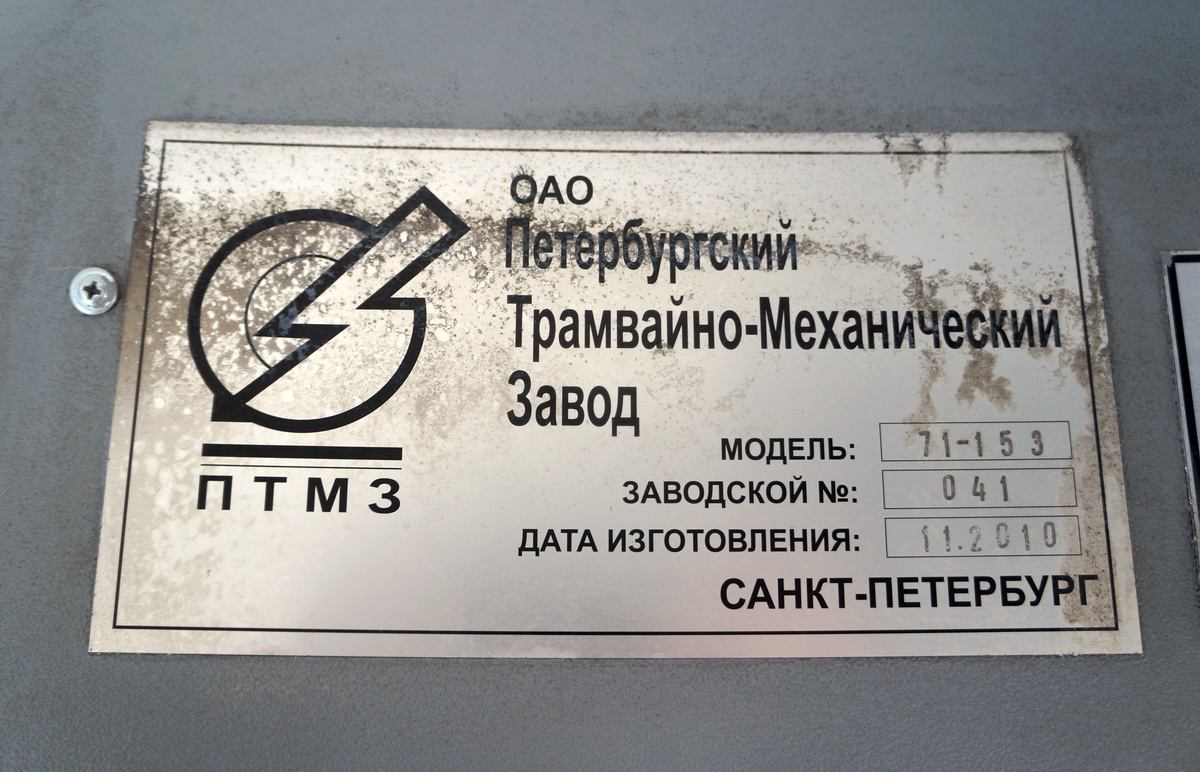 ОАО
Петербургский
Трамвайно-Механический
Завод
ПТМЗ
МОДЕЛЬ: 71-153
ЗАВОДСКОЙ №: 041
ДАТА ИЗГОТОВЛЕНИЯ: 11.2010
САНКТ-ПЕТЕРБУРГ